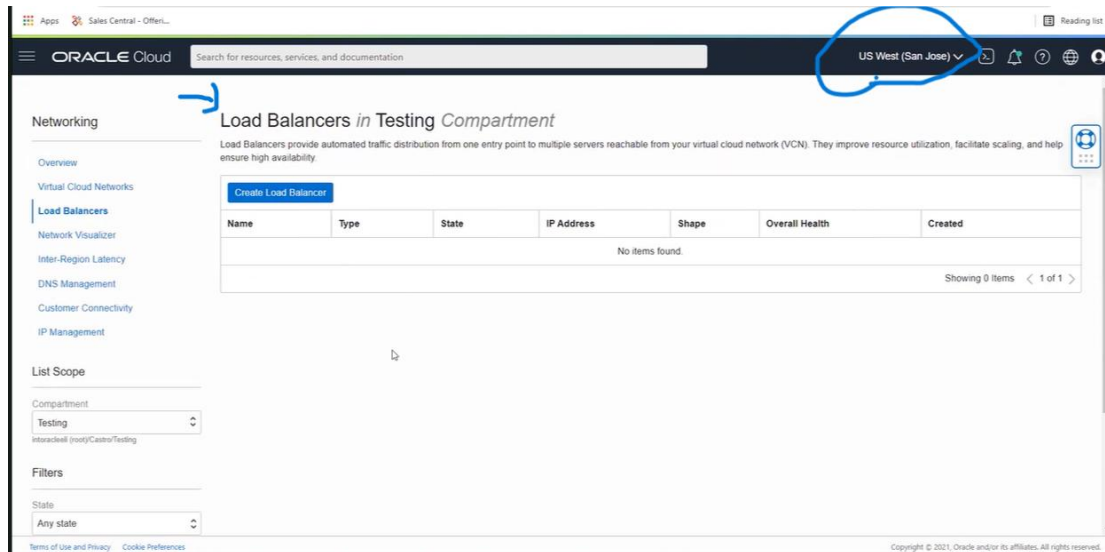 Apps Sales Central - Offeri...
Reading list
ORACLE Cloud
Search for resources, services, and documentation
US West (San Jose)
Networking
Overview
Virtual Cloud Networks
Load Balancers
Network Visualizer
Inter-Region Latency
DNS Management
Customer Connectivity
IP Management
List Scope
Compartment
Testing
intoracleeli (root)/Castro/Testing
Filters
State
Any state
Load Balancers in Testing Compartment
Load Balancers provide automated traffic distribution from one entry point to multiple servers reachable from your virtual cloud network (VCN). They improve resource utilization, facilitate scaling, and help
ensure high availability.
Create Load Balancer
Name Type State IP Address Shape Overall Health Created
No items found.
Showing 0 Items < 1 of 1 >
Terms of Use and Privacy Cookie Preferences
Copyright © 2021, Oracle and/or its affiliates. All rights reserved.